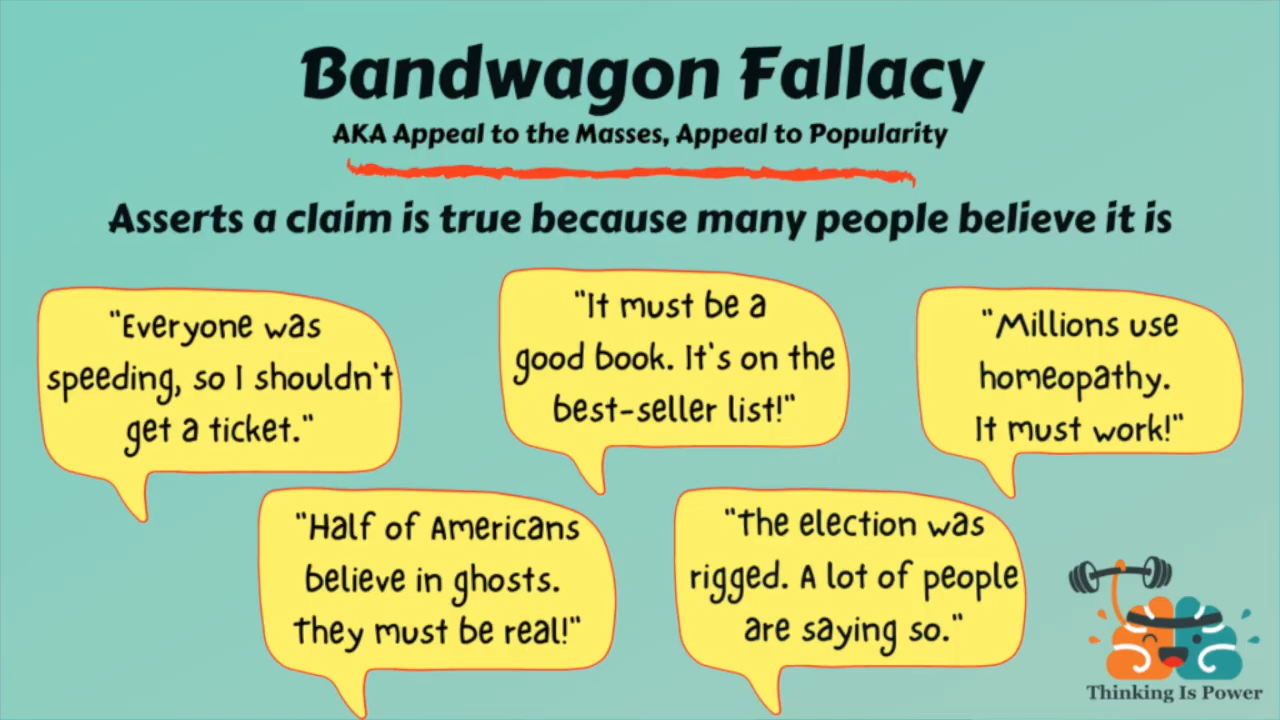 Bandwagon Fallacy
AKA Appeal to the Masses, Appeal to Popularity
Asserts a claim is true because many people believe it is
"Everyone was
speeding, so I shouldn't
get a ticket."
"It must be a
good book. It's on the
best-seller list!"
"Millions use
homeopathy.
It must work!"
"Half of Americans
believe in ghosts.
They must be real!"
"The election was
rigged. A lot of people
are saying so."
Thinking Is Power